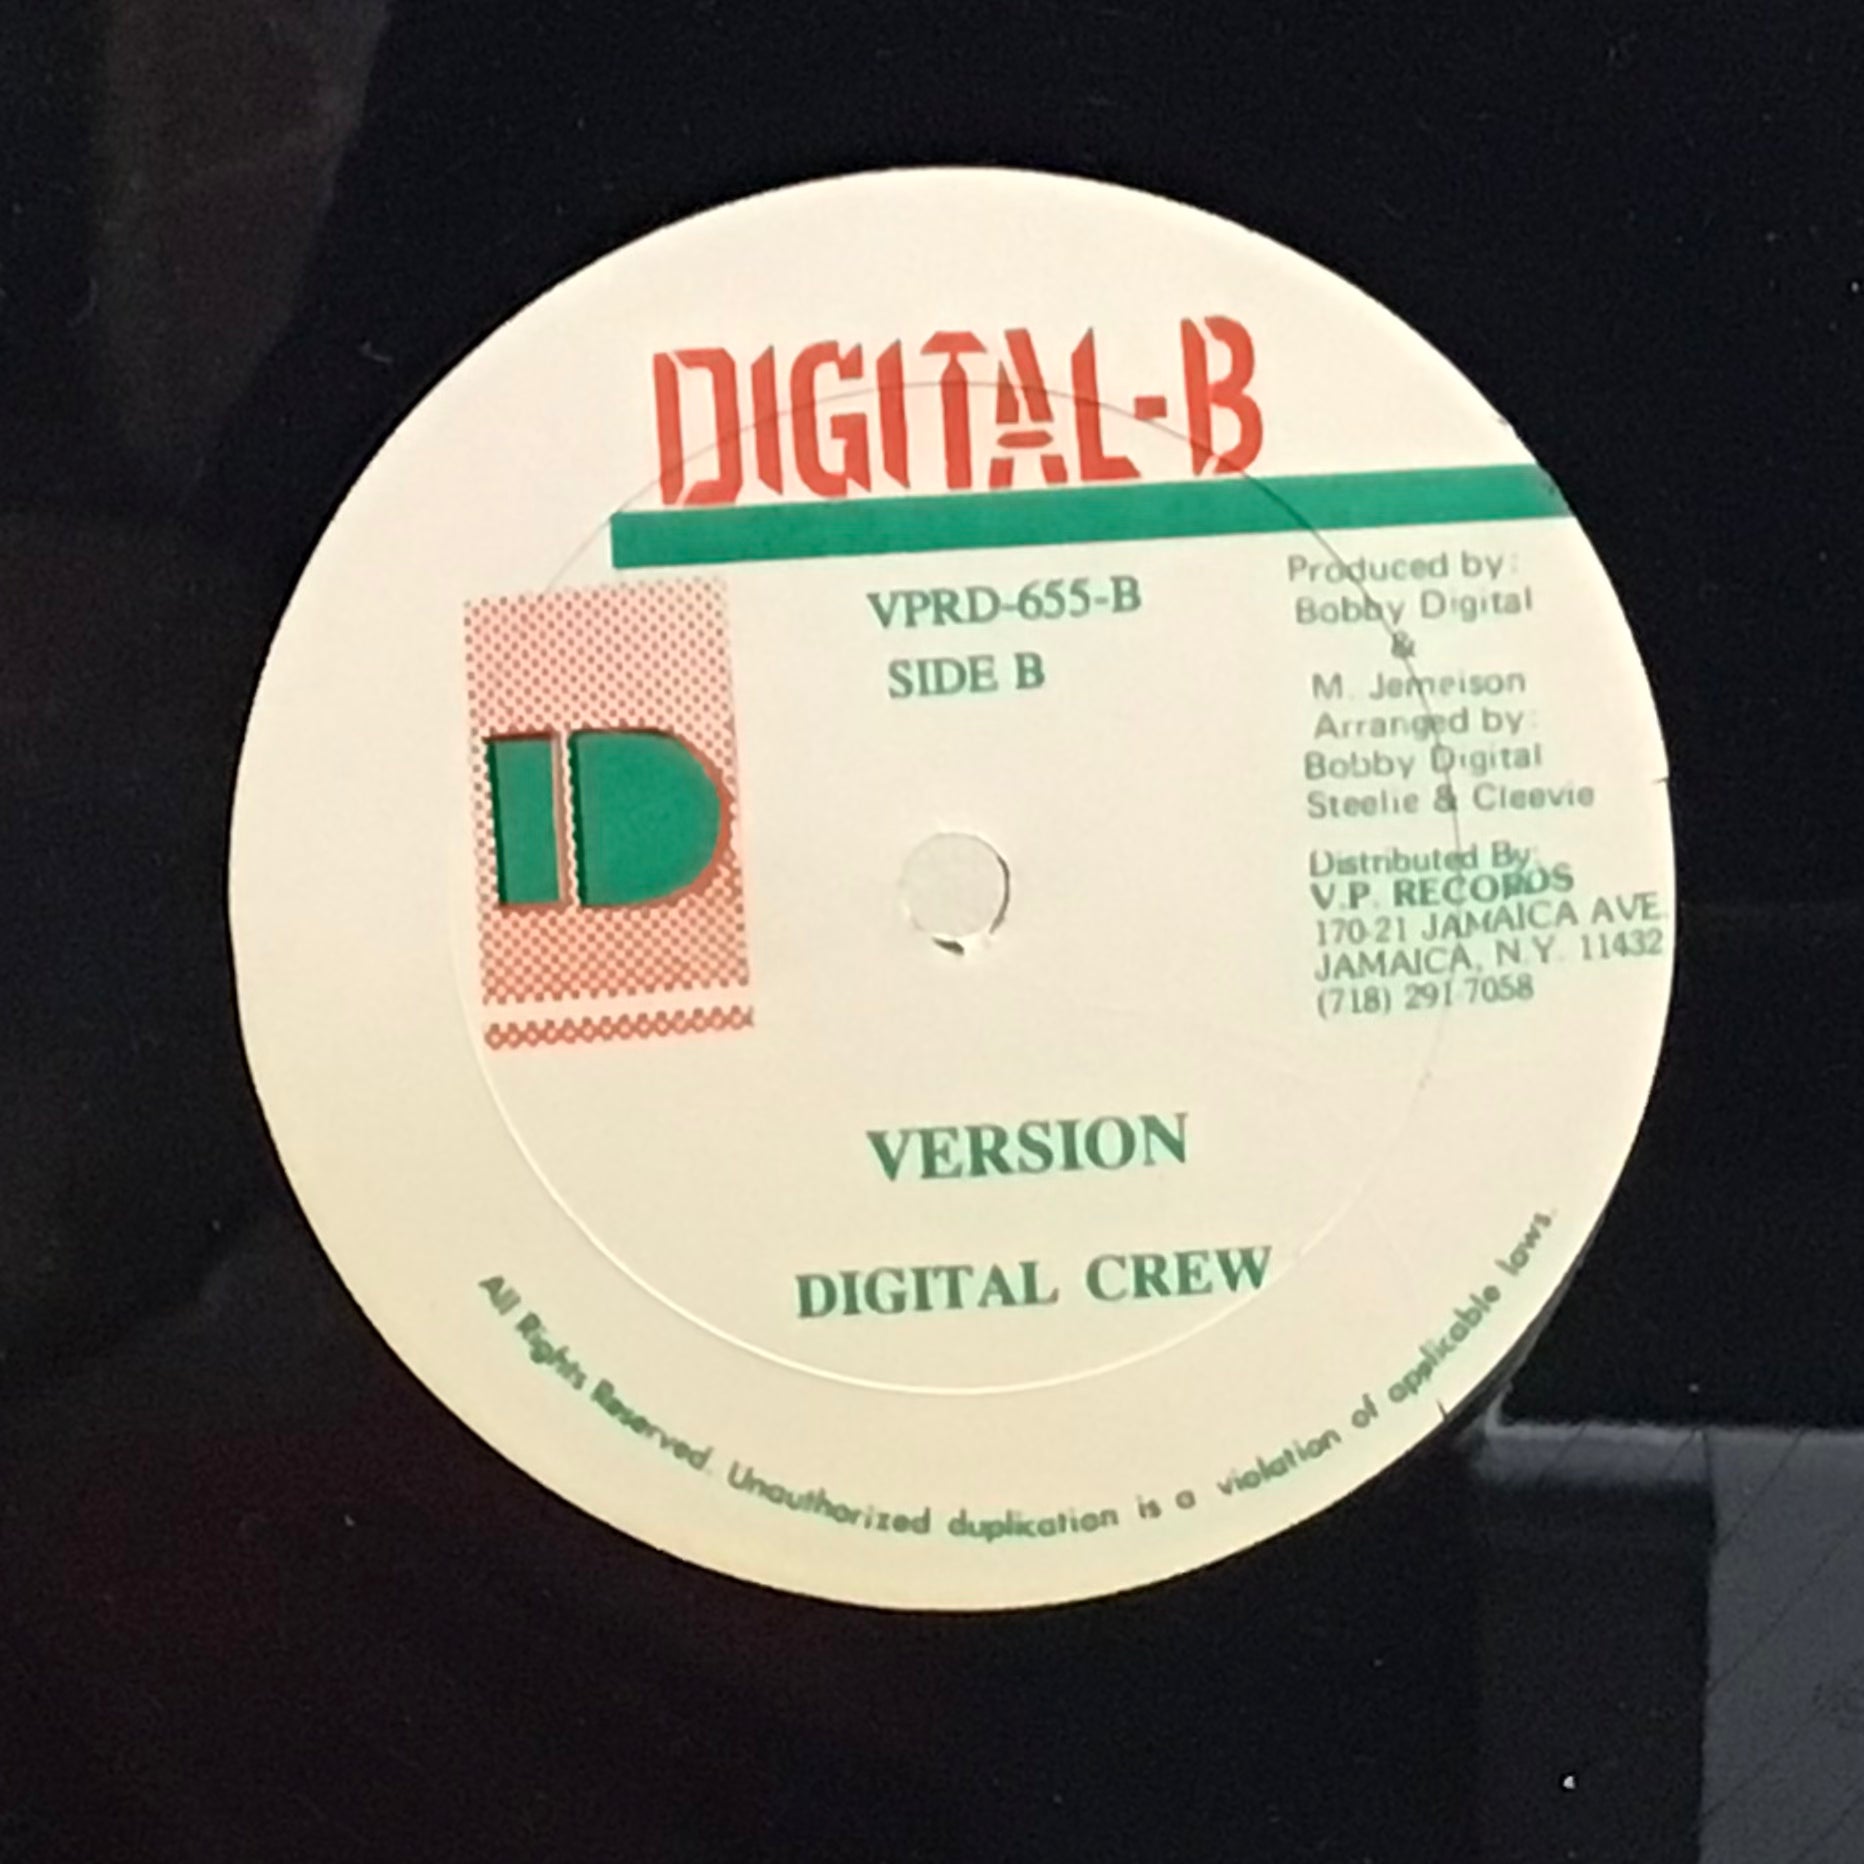 DIGITAL-B
VPRD-655-B
SIDE B
Produced by:
Bobby Digital
&
M. Jemeison
Arranged by:
Bobby Digital
Steelie & Cleevie
Distributed By:
V.P. RECORDS
170-21 JAMAICA AVE.
JAMAICA, N.Y. 11432
(718) 291-7058
D
VERSION
DIGITAL CREW
All Rights Reserved. Unauthorized duplication is a violation of applicable laws.